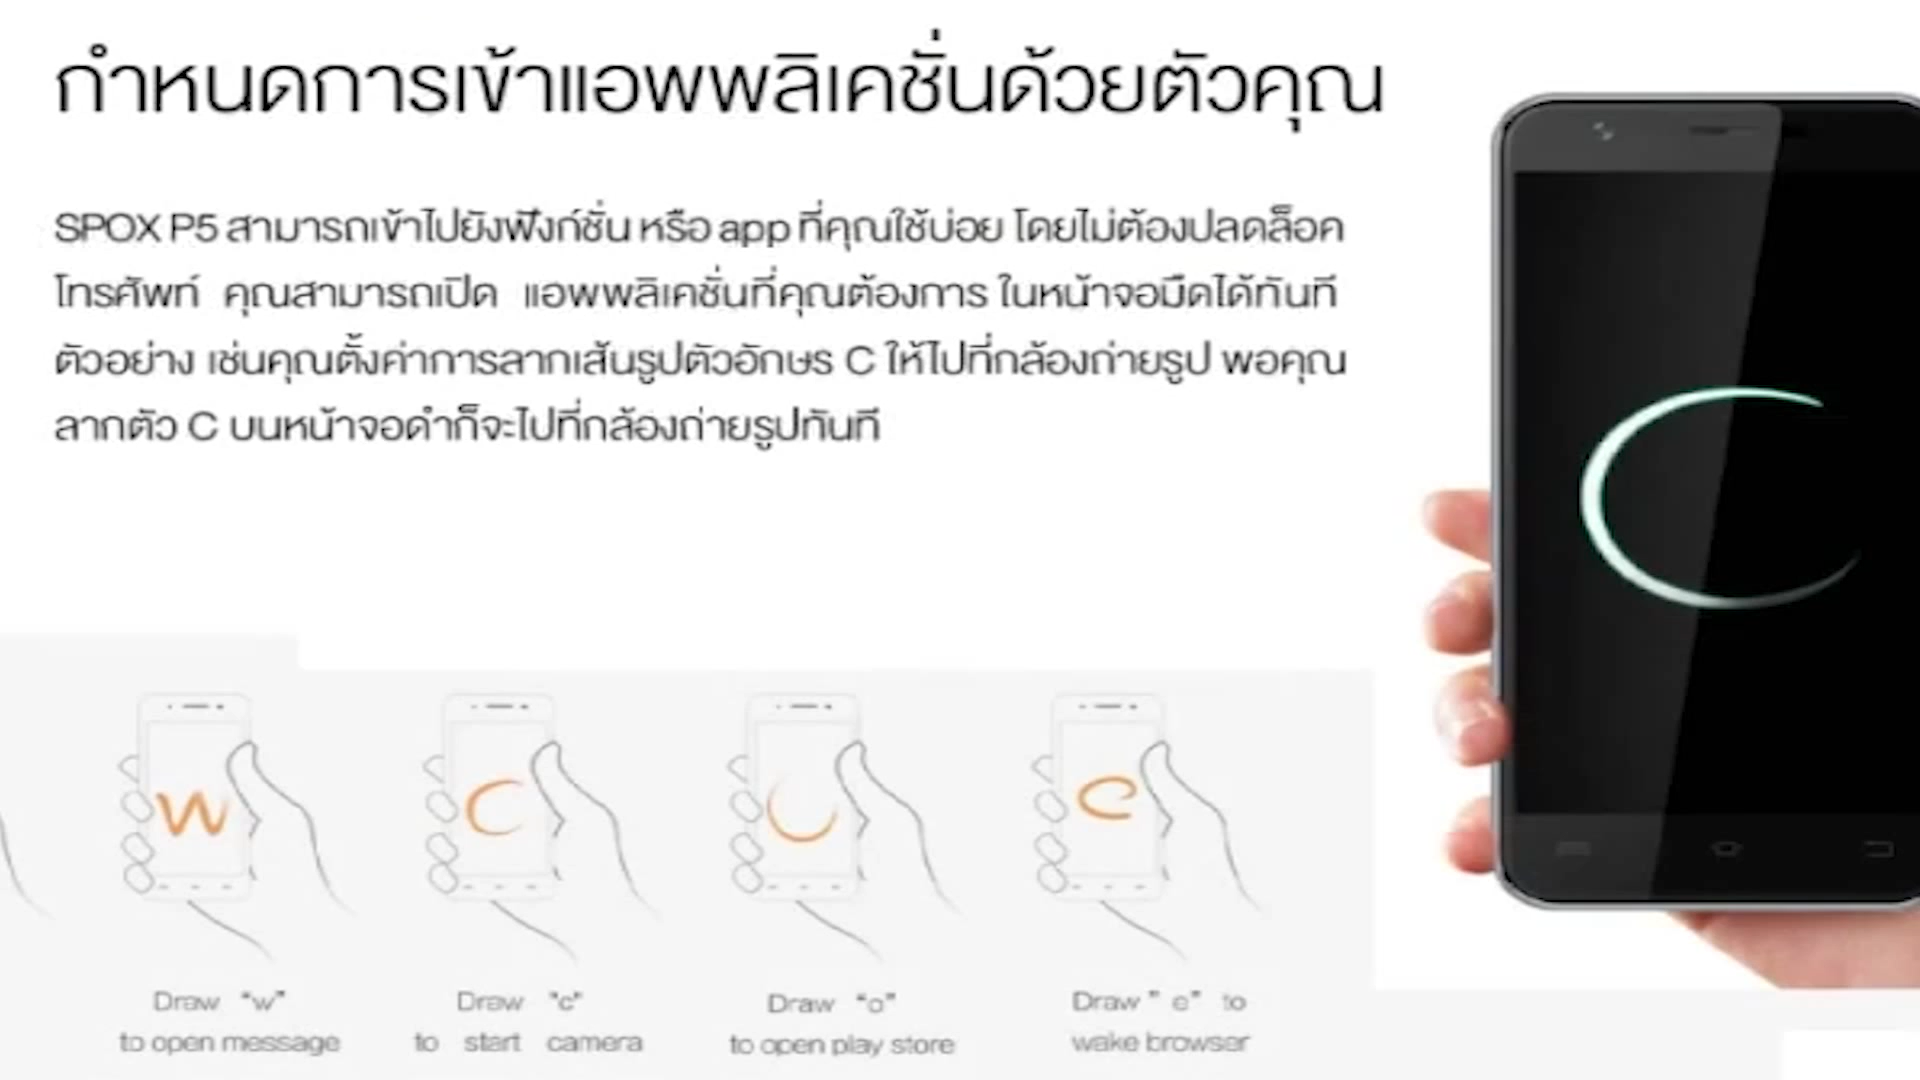 กำหนดการเข้าแอพพลิเคชั่นด้วยตัวคุณ
SPOX P5 สามารถเข้าไปยังฟังก์ชั่น หรือ app ที่คุณใช้บ่อย โดยไม่ต้องปลดล็อค
โทรศัพท์ คุณสามารถเปิด แอพพลิเคชั่นที่คุณต้องการ ในหน้าจอมืดได้ทันที
ตัวอย่าง เช่นคุณตั้งค่าการลากเส้นรูปตัวอักษร C ให้ไปที่กล้องถ่ายรูป พอคุณ
ลากตัว C บนหน้าจอดำก็จะไปที่กล้องถ่ายรูปทันที
C
w
C
e
Draw "w"
to open message
Draw "c"
to start camera
Draw "o"
to open play store
Draw " e" to
wake browser